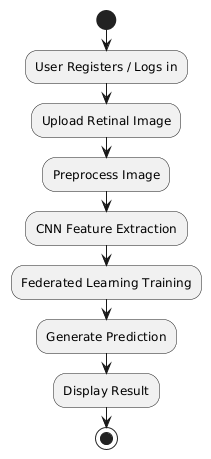 User Registers / Logs in
Upload Retinal Image
Preprocess Image
CNN Feature Extraction
Federated Learning Training
Generate Prediction
Display Result